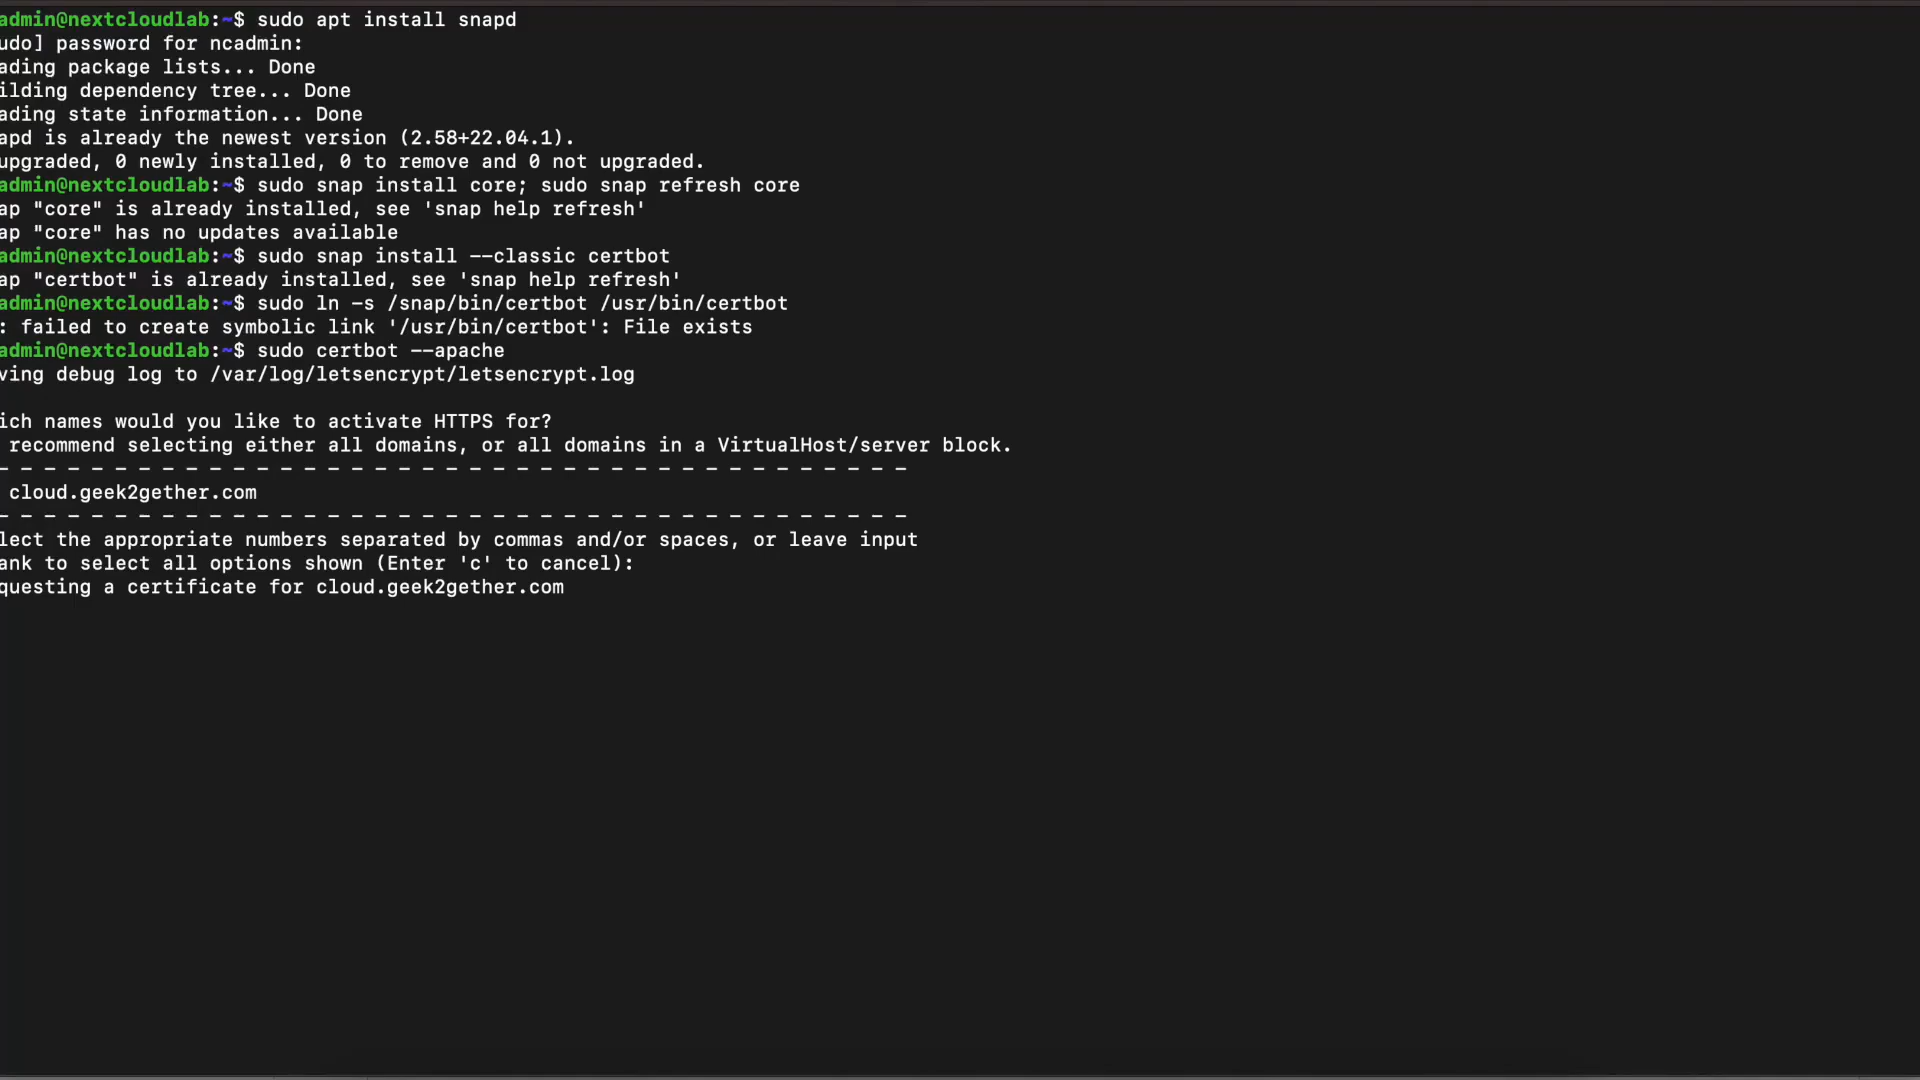 admin@nextcloudlab:~$ sudo apt install snapd
udo] password for ncadmin:
ading package lists... Done
ilding dependency tree... Done
ading state information... Done
apd is already the newest version (2.58+22.04.1).
upgraded, 0 newly installed, 0 to remove and 0 not upgraded.
admin@nextcloudlab:~$ sudo snap install core; sudo snap refresh core
ap "core" is already installed, see 'snap help refresh'
ap "core" has no updates available
admin@nextcloudlab:~$ sudo snap install --classic certbot
ap "certbot" is already installed, see 'snap help refresh'
admin@nextcloudlab:~$ sudo ln -s /snap/bin/certbot /usr/bin/certbot
: failed to create symbolic link '/usr/bin/certbot': File exists
admin@nextcloudlab:~$ sudo certbot --apache
ving debug log to /var/log/letsencrypt/letsencrypt.log
ich names would you like to activate HTTPS for?
recommend selecting either all domains, or all domains in a VirtualHost/server block.
- - - - - - - - - - - - - - - - - - - - - - - - - - - - - - - - - - - - - - -
cloud.geek2gether.com
- - - - - - - - - - - - - - - - - - - - - - - - - - - - - - - - - - - - - - -
lect the appropriate numbers separated by commas and/or spaces, or leave input
ank to select all options shown (Enter 'c' to cancel):
questing a certificate for cloud.geek2gether.com